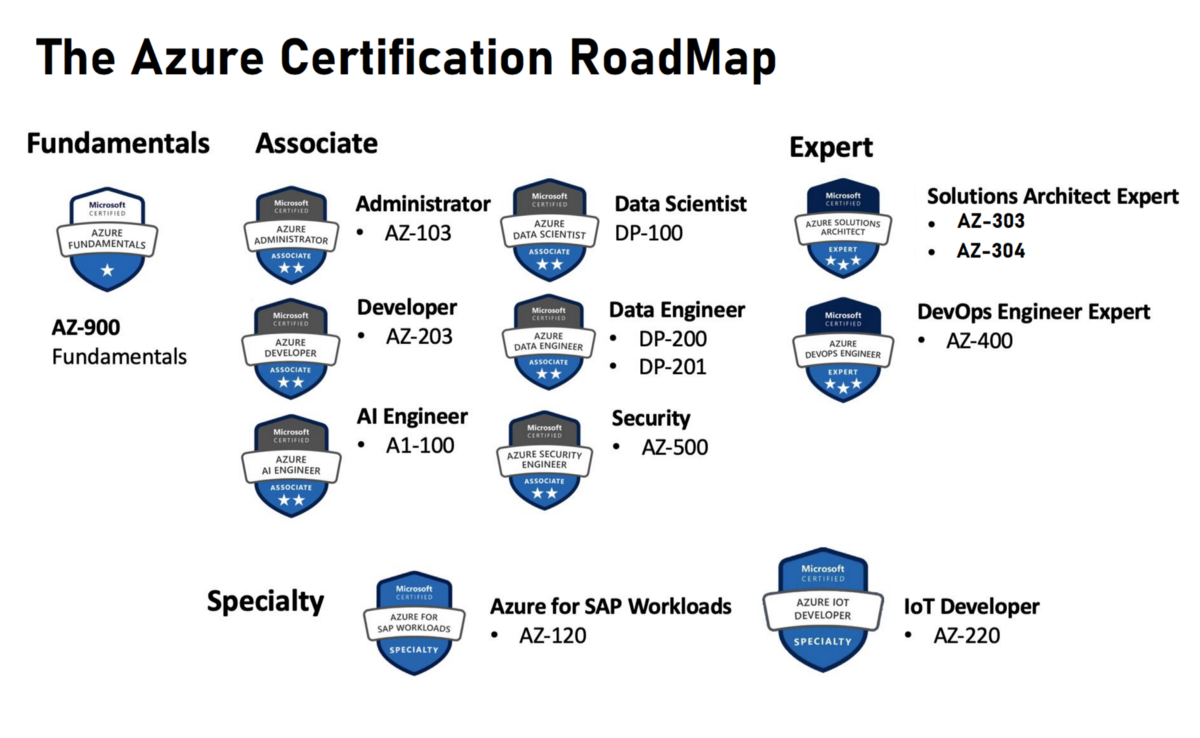 The Azure Certification RoadMap
Fundamentals
Microsoft
CERTIFIED
AZURE
FUNDAMENTALS
AZ-900
Fundamentals
Associate
Microsoft
CERTIFIED
AZURE
ADMINISTRATOR
ASSOCIATE
Administrator
• AZ-103
Microsoft
CERTIFIED
AZURE
DATA SCIENTIST
ASSOCIATE
Data Scientist
DP-100
Microsoft
CERTIFIED
AZURE
DEVELOPER
ASSOCIATE
Developer
• AZ-203
Microsoft
CERTIFIED
AZURE
DATA ENGINEER
ASSOCIATE
Data Engineer
• DP-200
• DP-201
Microsoft
CERTIFIED
AZURE
AI ENGINEER
ASSOCIATE
AI Engineer
• A1-100
Microsoft
CERTIFIED
AZURE SECURITY
ENGINEER
ASSOCIATE
Security
• AZ-500
Expert
Microsoft
CERTIFIED
AZURE SOLUTIONS
ARCHITECT
EXPERT
Solutions Architect Expert
• AZ-303
• AZ-304
Microsoft
CERTIFIED
AZURE
DEVOPS ENGINEER
EXPERT
DevOps Engineer Expert
• AZ-400
Specialty
Microsoft
CERTIFIED
AZURE FOR
SAP WORKLOADS
SPECIALTY
Azure for SAP Workloads
• AZ-120
Microsoft
CERTIFIED
AZURE IOT
DEVELOPER
SPECIALTY
IoT Developer
• AZ-220